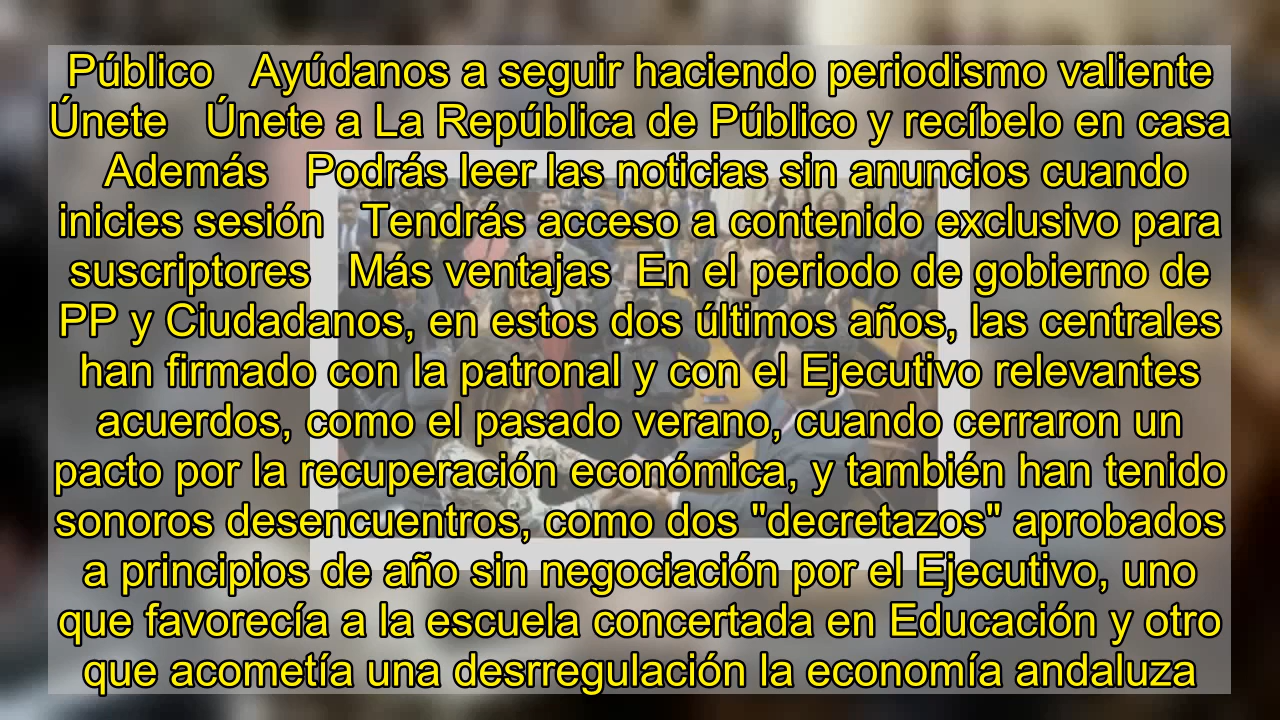 Público   Ayúdanos a seguir haciendo periodismo valiente
Únete   Únete a La República de Público y recíbelo en casa
Además   Podrás leer las noticias sin anuncios cuando
inicies sesión   Tendrás acceso a contenido exclusivo para
suscriptores   Más ventajas  En el periodo de gobierno de
PP y Ciudadanos, en estos dos últimos años, las centrales
han firmado con la patronal y con el Ejecutivo relevantes
acuerdos, como el pasado verano, cuando cerraron un
pacto por la recuperación económica, y también han tenido
sonoros desencuentros, como dos "decretazos" aprobados
a principios de año sin negociación por el Ejecutivo, uno
que favorecía a la escuela concertada en Educación y otro
que acometía una desrregulación la economía andaluza